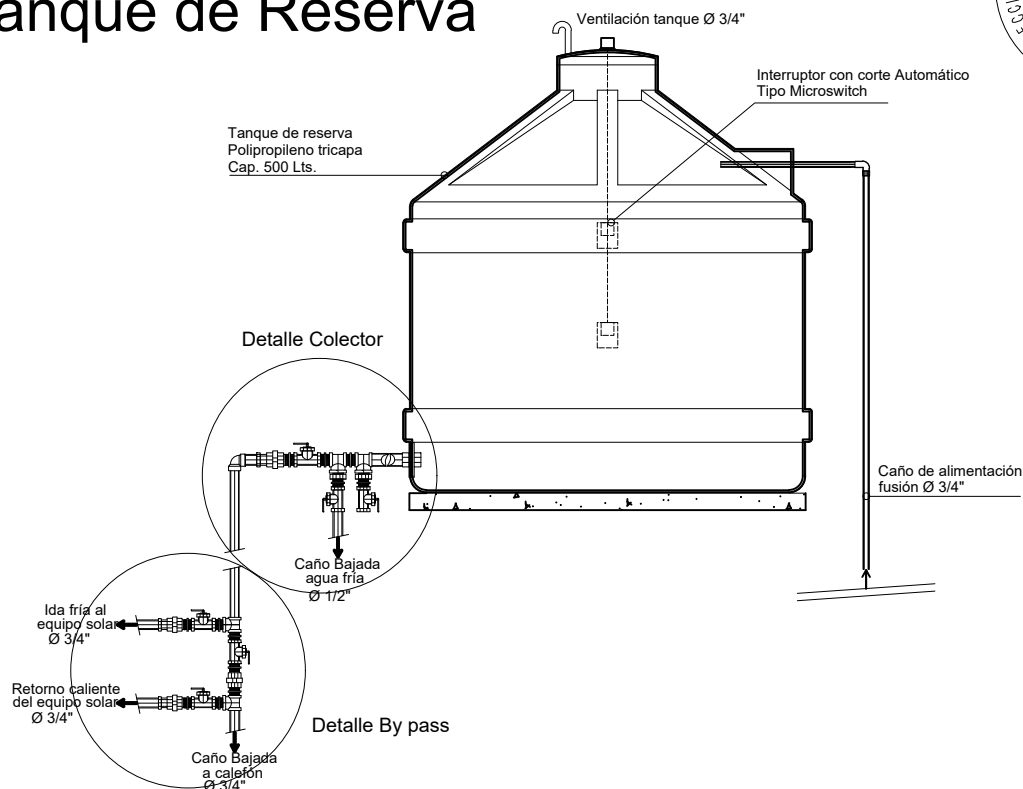 anque de Reserva
Ventilación tanque Ø 3/4"
Interruptor con corte Automático
Tipo Microswitch
Tanque de reserva
Polipropileno tricapa
Cap. 500 Lts.
Detalle Colector
Caño de alimentación
fusión Ø 3/4"
Caño Bajada
agua fría
Ø 1/2"
Ida fría al
equipo solar
Ø 3/4"
Retorno caliente
del equipo solar
Ø 3/4"
Detalle By pass
Caño Bajada
a calefón
Ø 3/4"